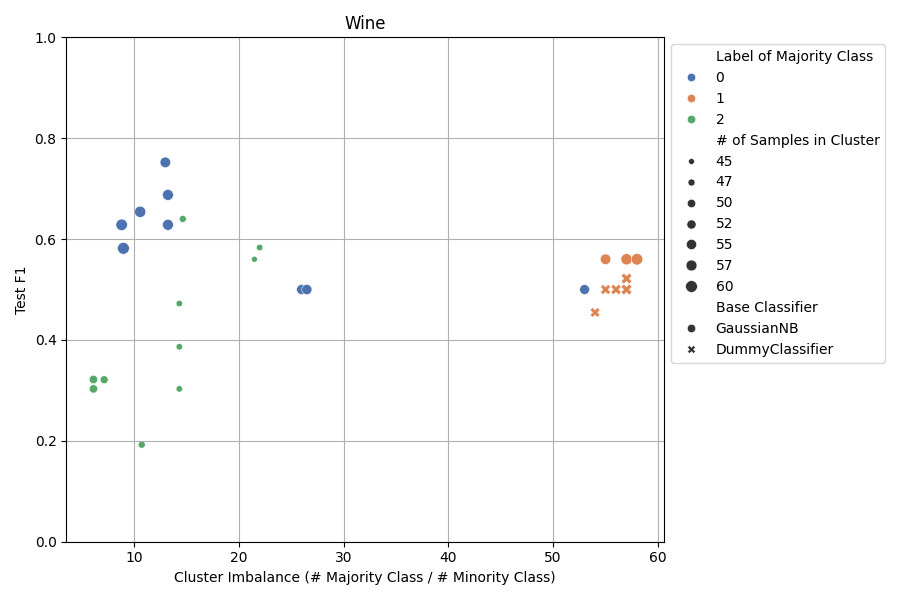 Wine
1.0
0.8
0.6
0.4
0.2
0.0
Test F1
10
20
30
40
50
60
Cluster Imbalance (# Majority Class / # Minority Class)
Label of Majority Class
0
1
2
# of Samples in Cluster
45
47
50
52
55
57
60
Base Classifier
GaussianNB
DummyClassifier